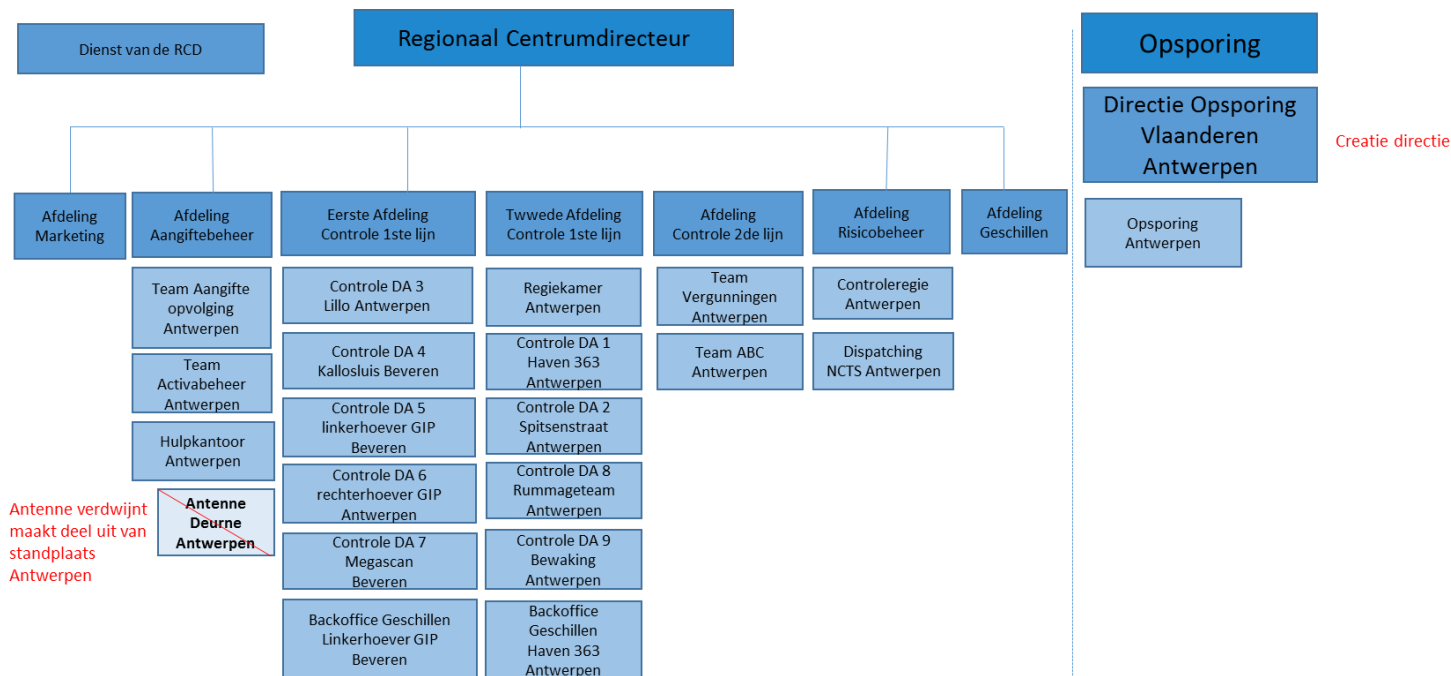 Dienst van de RCD
Regionaal Centrumdirecteur
Opsporing
Directie Opsporing
Vlaanderen
Antwerpen
Creatie directie
Afdeling
Marketing
Afdeling
Aangiftebeheer
Eerste Afdeling
Controle 1ste lijn
Twwede Afdeling
Controle 1ste lijn
Afdeling
Controle 2de lijn
Afdeling
Risicobeheer
Afdeling
Geschillen
Opsporing
Antwerpen
Team Aangifte
opvolging
Antwerpen
Team
Activabeheer
Antwerpen
Hulpkantoor
Antwerpen
Antenne
Deurne
Antwerpen
Antenne verdwijnt
maakt deel uit van
standplaats
Antwerpen
Controle DA 3
Lillo Antwerpen
Controle DA 4
Kallosluis Beveren
Controle DA 5
linkerhoever GIP
Beveren
Controle DA 6
rechterhoever GIP
Antwerpen
Controle DA 7
Megascan
Beveren
Backoffice Geschillen
Linkerhoever GIP
Beveren
Regiekamer
Antwerpen
Controle DA 1
Haven 363
Antwerpen
Controle DA 2
Spitsenstraat
Antwerpen
Controle DA 8
Rummageteam
Antwerpen
Controle DA 9
Bewaking
Antwerpen
Backoffice
Geschillen
Haven 363
Antwerpen
Team
Vergunningen
Antwerpen
Team ABC
Antwerpen
Controleregie
Antwerpen
Dispatching
NCTS Antwerpen